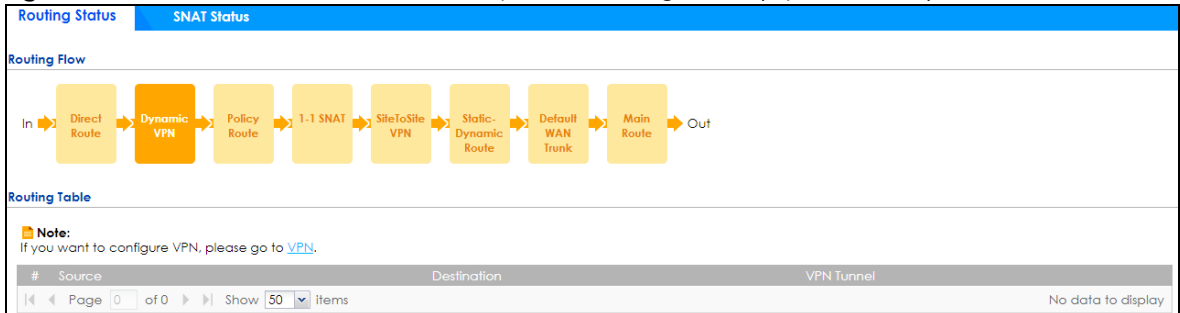 Routing Status SNAT Status
Routing Flow
In Direct Route Dynamic VPN Policy Route 1-1 SNAT SiteToSite VPN Static-Dynamic Route Default WAN Trunk Main Route Out
Routing Table
Note:
If you want to configure VPN, please go to VPN.
# Source Destination VPN Tunnel
Page 0 of 0 Show 50 items No data to display